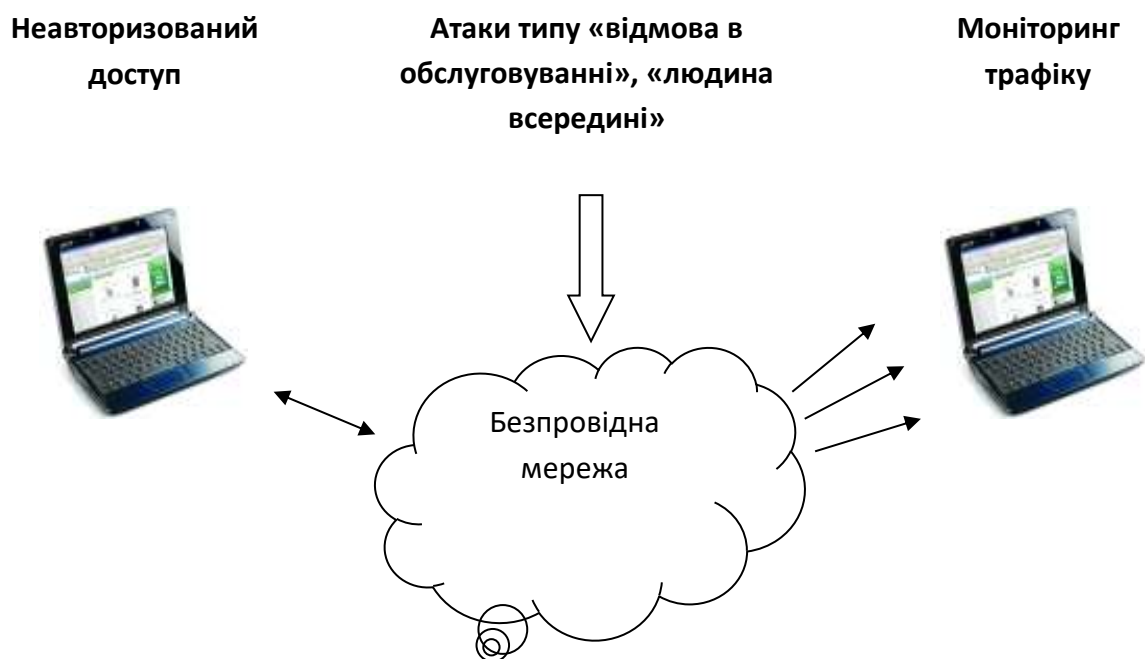 Неавторизований
доступ
Атаки типу «відмова в
обслуговуванні», «людина
всередині»
Моніторинг
трафіку
Безпровідна
мережа